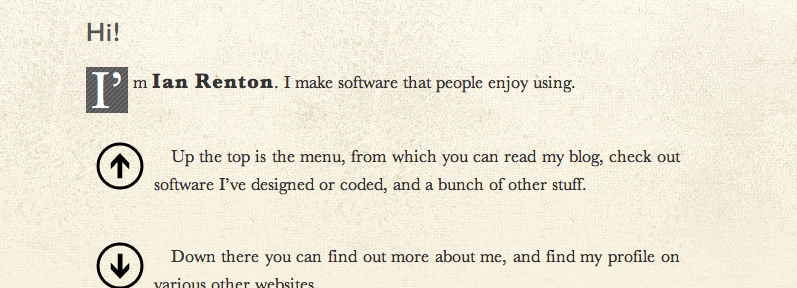 Hi!
I'm Ian Renton. I make software that people enjoy using.
Up the top is the menu, from which you can read my blog, check out
software I've designed or coded, and a bunch of other stuff.
Down there you can find out more about me, and find my profile on
various other websites.